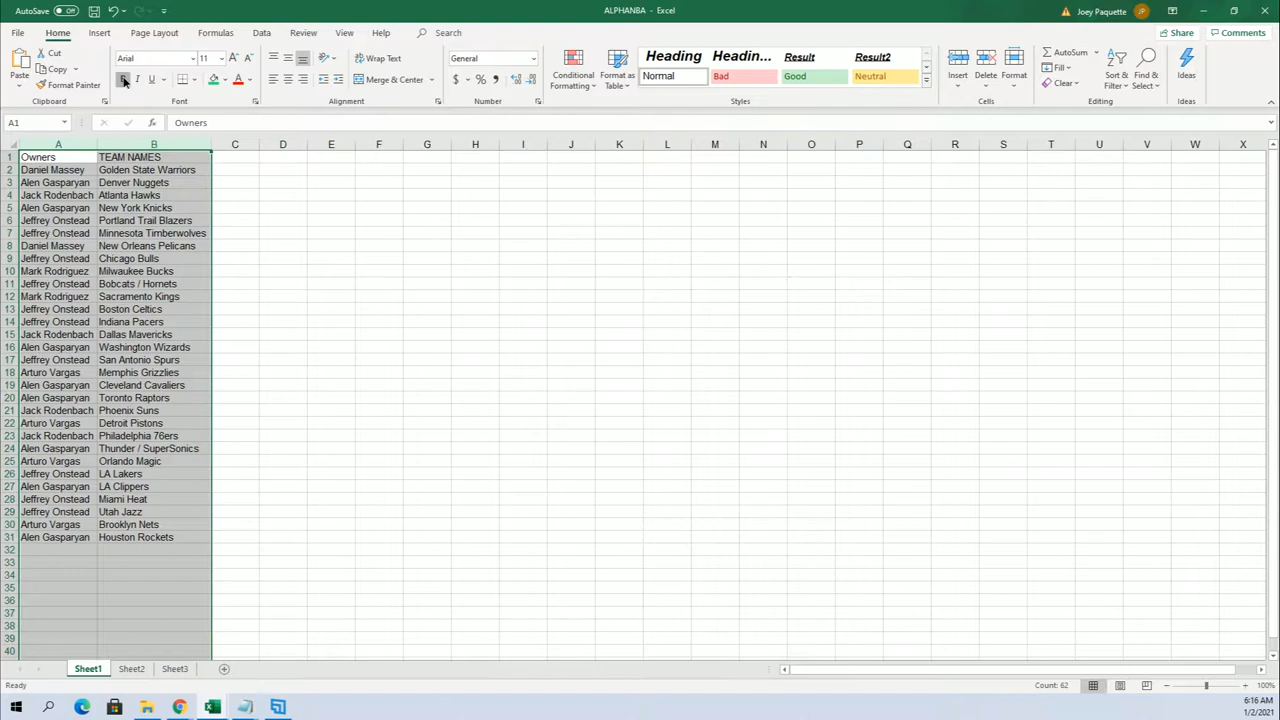 AutoSave Off ALPHANBA - Excel Joey Paquette JP
File Home Insert Page Layout Formulas Data Review View Help Search Share Comments
Paste Cut Copy Format Painter Clipboard
Arial 11 A A B I U A Font
Wrap Text Merge & Center Alignment
General $ % , Number
Conditional Formatting Format as Table
Heading Headin... Result Result2
Normal Bad Good Neutral
Styles
Insert Delete Format Cells
AutoSum Fill Clear Sort & Filter Find & Select Editing
Ideas Ideas
A1 fx Owners
A B C D E F G H I J K L M N O P Q R S T U V W X
1 Owners TEAM NAMES
2 Daniel Massey Golden State Warriors
3 Alen Gasparyan Denver Nuggets
4 Jack Rodenbach Atlanta Hawks
5 Alen Gasparyan New York Knicks
6 Jeffrey Onstead Portland Trail Blazers
7 Jeffrey Onstead Minnesota Timberwolves
8 Daniel Massey New Orleans Pelicans
9 Jeffrey Onstead Chicago Bulls
10 Mark Rodriguez Milwaukee Bucks
11 Jeffrey Onstead Bobcats / Hornets
12 Mark Rodriguez Sacramento Kings
13 Jeffrey Onstead Boston Celtics
14 Jeffrey Onstead Indiana Pacers
15 Jack Rodenbach Dallas Mavericks
16 Alen Gasparyan Washington Wizards
17 Jeffrey Onstead San Antonio Spurs
18 Arturo Vargas Memphis Grizzlies
19 Alen Gasparyan Cleveland Cavaliers
20 Alen Gasparyan Toronto Raptors
21 Jack Rodenbach Phoenix Suns
22 Arturo Vargas Detroit Pistons
23 Jack Rodenbach Philadelphia 76ers
24 Alen Gasparyan Thunder / SuperSonics
25 Arturo Vargas Orlando Magic
26 Jeffrey Onstead LA Lakers
27 Alen Gasparyan LA Clippers
28 Jeffrey Onstead Miami Heat
29 Jeffrey Onstead Utah Jazz
30 Arturo Vargas Brooklyn Nets
31 Alen Gasparyan Houston Rockets
32
33
34
35
36
37
38
39
40
Sheet1 Sheet2 Sheet3
Ready Count: 62 100%
6:16 AM
1/2/2021